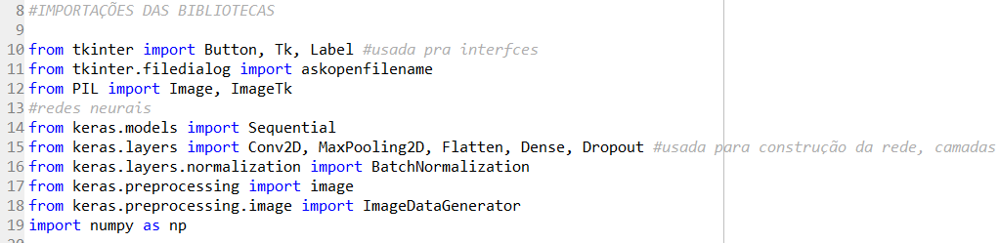 8 #IMPORTAÇÕES DAS BIBLIOTECAS
9
10 from tkinter import Button, Tk, Label #usada pra interfces
11 from tkinter.filedialog import askopenfilename
12 from PIL import Image, ImageTk
13 #redes neurais
14 from keras.models import Sequential
15 from keras.layers import Conv2D, MaxPooling2D, Flatten, Dense, Dropout #usada para construção da rede, camadas
16 from keras.layers.normalization import BatchNormalization
17 from keras.preprocessing import image
18 from keras.preprocessing.image import ImageDataGenerator
19 import numpy as np